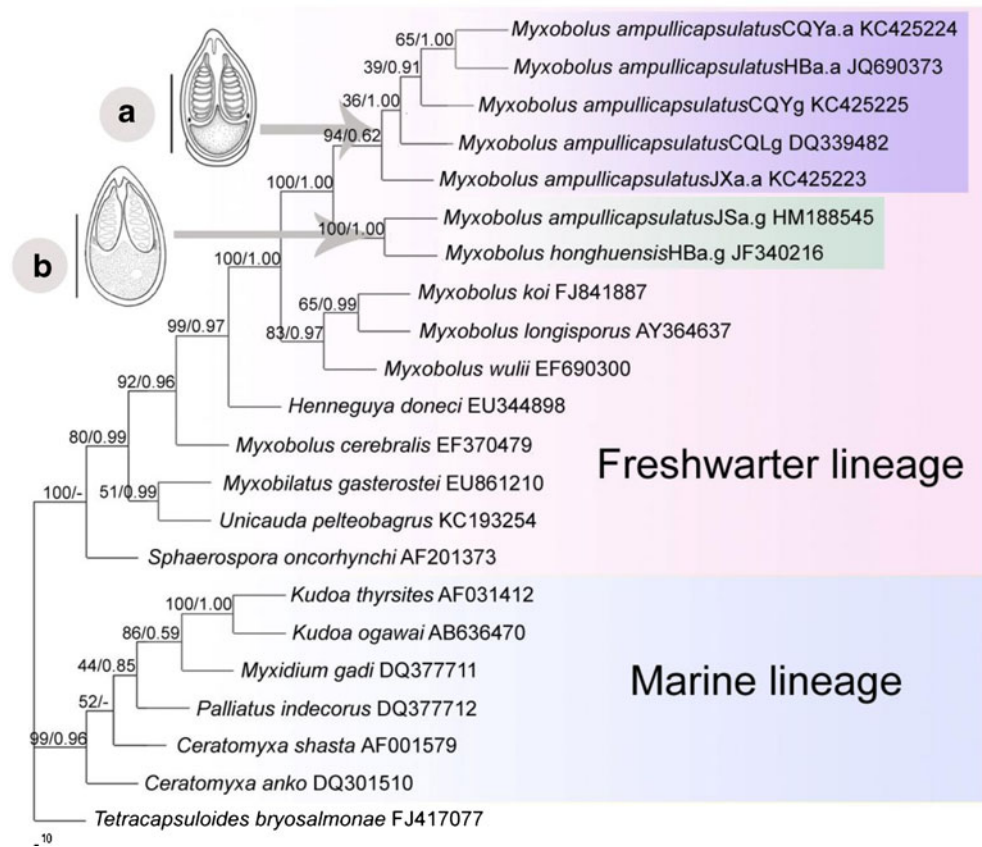 65/1.00
Myxobolus ampullicapsulatusCQYa.a KC425224
39/0.91
Myxobolus ampullicapsulatusHBa.a JQ690373
36/1.00
Myxobolus ampullicapsulatusCQYg KC425225
a
94/0.62
Myxobolus ampullicapsulatusCQLg DQ339482
100/1.00
Myxobolus ampullicapsulatusJXa.a KC425223
100/1.00
Myxobolus ampullicapsulatusJSa.g HM188545
b
100/1.00
Myxobolus honghuensisHBa.g JF340216
65/0.99
Myxobolus koi FJ841887
99/0.97
83/0.97
Myxobolus longisporus AY364637
Myxobolus wulii EF690300
92/0.96
Henneguya doneci EU344898
80/0.99
Myxobolus cerebralis EF370479
Freshwarter lineage
100/-
51/0.99
Myxobilatus gasterostei EU861210
Unicauda pelteobagrus KC193254
Sphaerospora oncorhynchi AF201373
100/1.00
Kudoa thyrsites AF031412
86/0.59
Kudoa ogawai AB636470
44/0.85
Myxidium gadi DQ377711
Marine lineage
52/-
Palliatus indecorus DQ377712
99/0.96
Ceratomyxa shasta AF001579
Ceratomyxa anko DQ301510
Tetracapsuloides bryosalmonae FJ417077
10